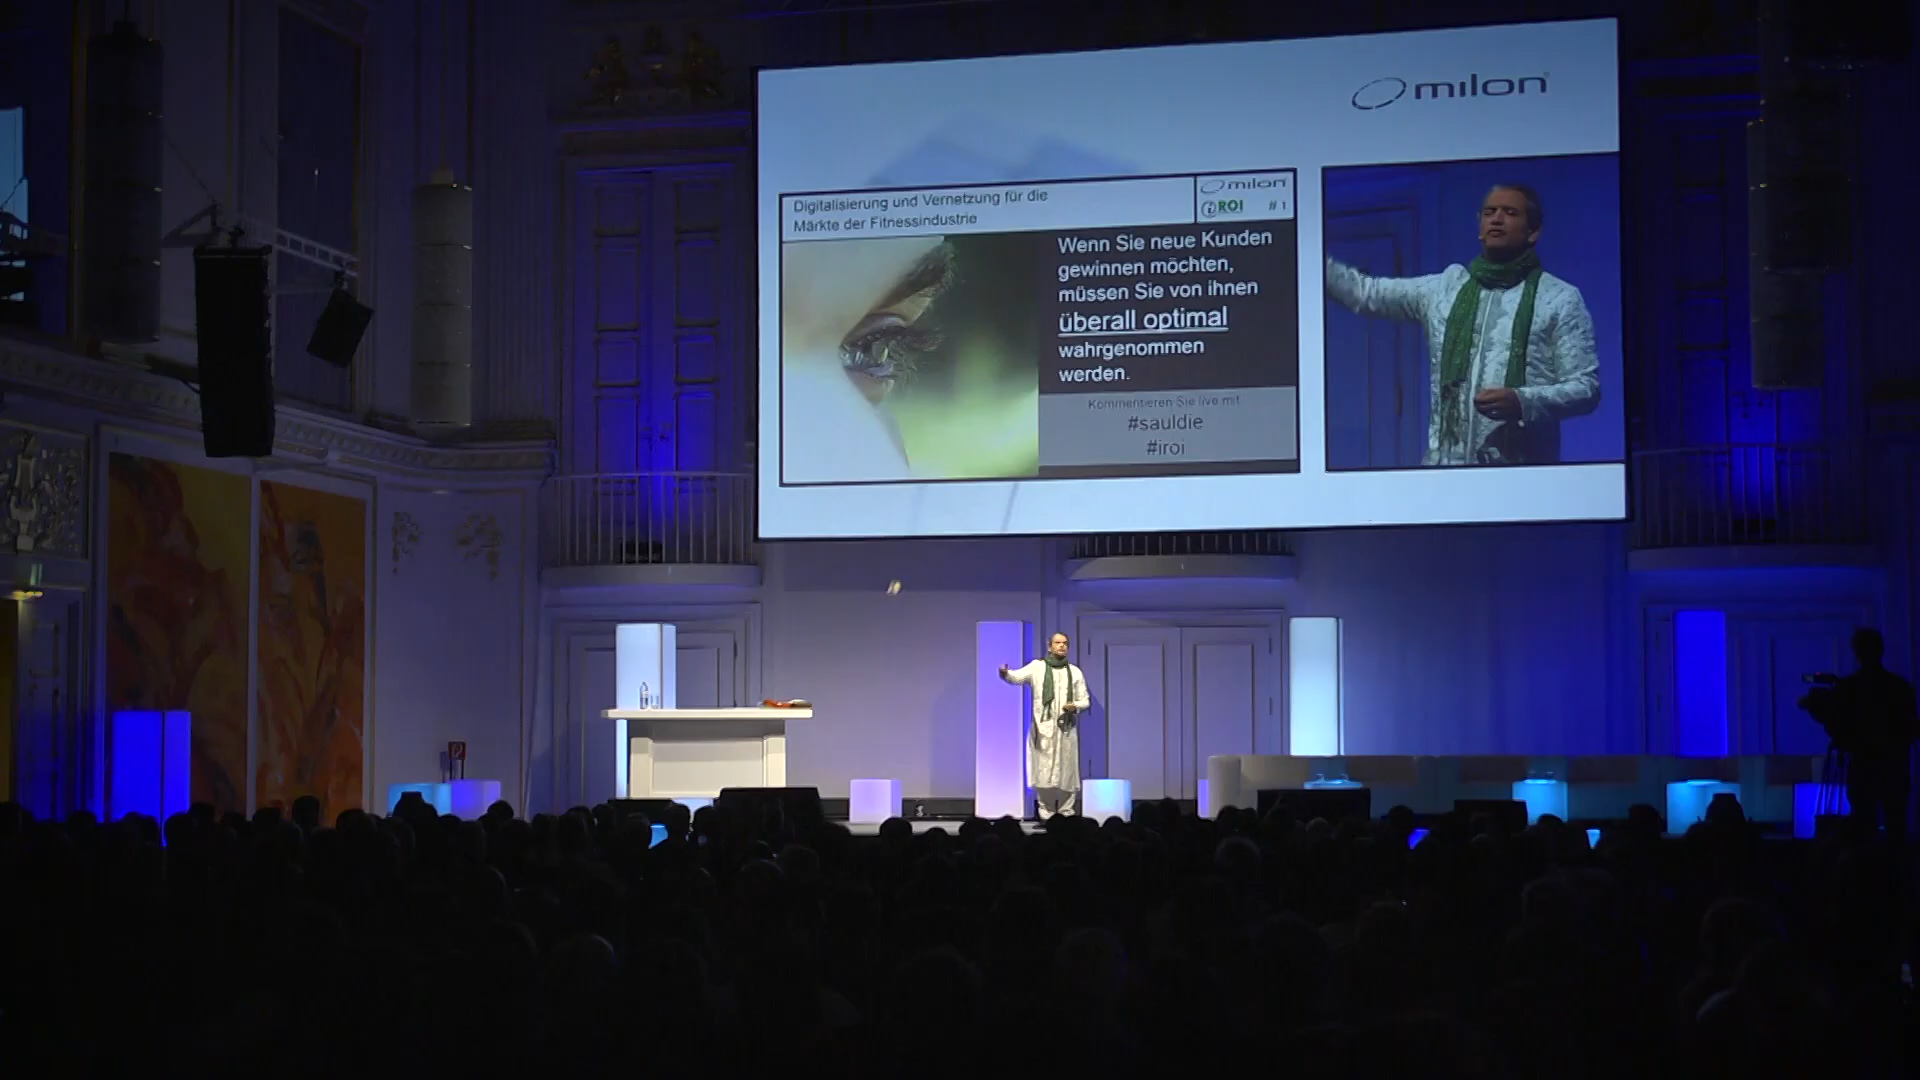 milon
Digitalisierung und Vernetzung für die
Märkte der Fitnessindustrie
milon
iROI #1
Wenn Sie neue Kunden
gewinnen möchten,
müssen Sie von ihnen
überall optimal
wahrgenommen
werden.
Kommentieren Sie live mit
#sauldie
#iroi